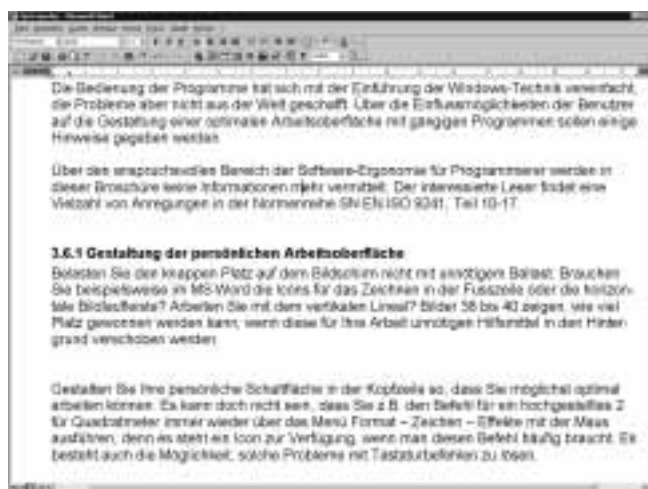 Die Bedienung der Programme hat sich mit der Einführung der Windows-Technik vereinfacht,
die Probleme aber nicht aus der Welt geschafft. Über die Einflussmöglichkeiten der Benutzer
auf die Gestaltung einer optimalen Arbeitsoberfläche mit gängigen Programmen sollen einige
Hinweise gegeben werden.
Über den anspruchsvollen Bereich der Software-Ergonomie für Programmierer werden in
dieser Broschüre keine Informationen mehr vermittelt. Der interessierte Leser findet eine
Vielzahl von Anregungen in der Normenreihe SN EN ISO 9241, Teil 10-17.
3.6.1 Gestaltung der persönlichen Arbeitsoberfläche
Belasten Sie den knappen Platz auf dem Bildschirm nicht mit unnötigem Ballast. Brauchen
Sie beispielsweise im MS-Word die Icons für das Zeichnen in der Fusszeile oder die horizon-
tale Bildlaufleiste? Arbeiten Sie mit dem vertikalen Lineal? Bilder 38 bis 40 zeigen, wie viel
Platz gewonnen werden kann, wenn diese für Ihre Arbeit unnötigen Hilfsmittel in den Hinter-
grund verschoben werden.
Gestalten Sie Ihre persönliche Schaltfläche in der Kopfzeile so, dass Sie möglichst optimal
arbeiten können. Es kann doch nicht sein, dass Sie z.B. den Befehl für ein hochgestelltes 2
für Quadratmeter immer wieder über das Menü Format – Zeichen – Effekte mit der Maus
ausführen, denn es steht ein Icon zur Verfügung, wenn man diesen Befehl häufig braucht. Es
besteht auch die Möglichkeit, solche Probleme mit Tastaturbefehlen zu lösen.